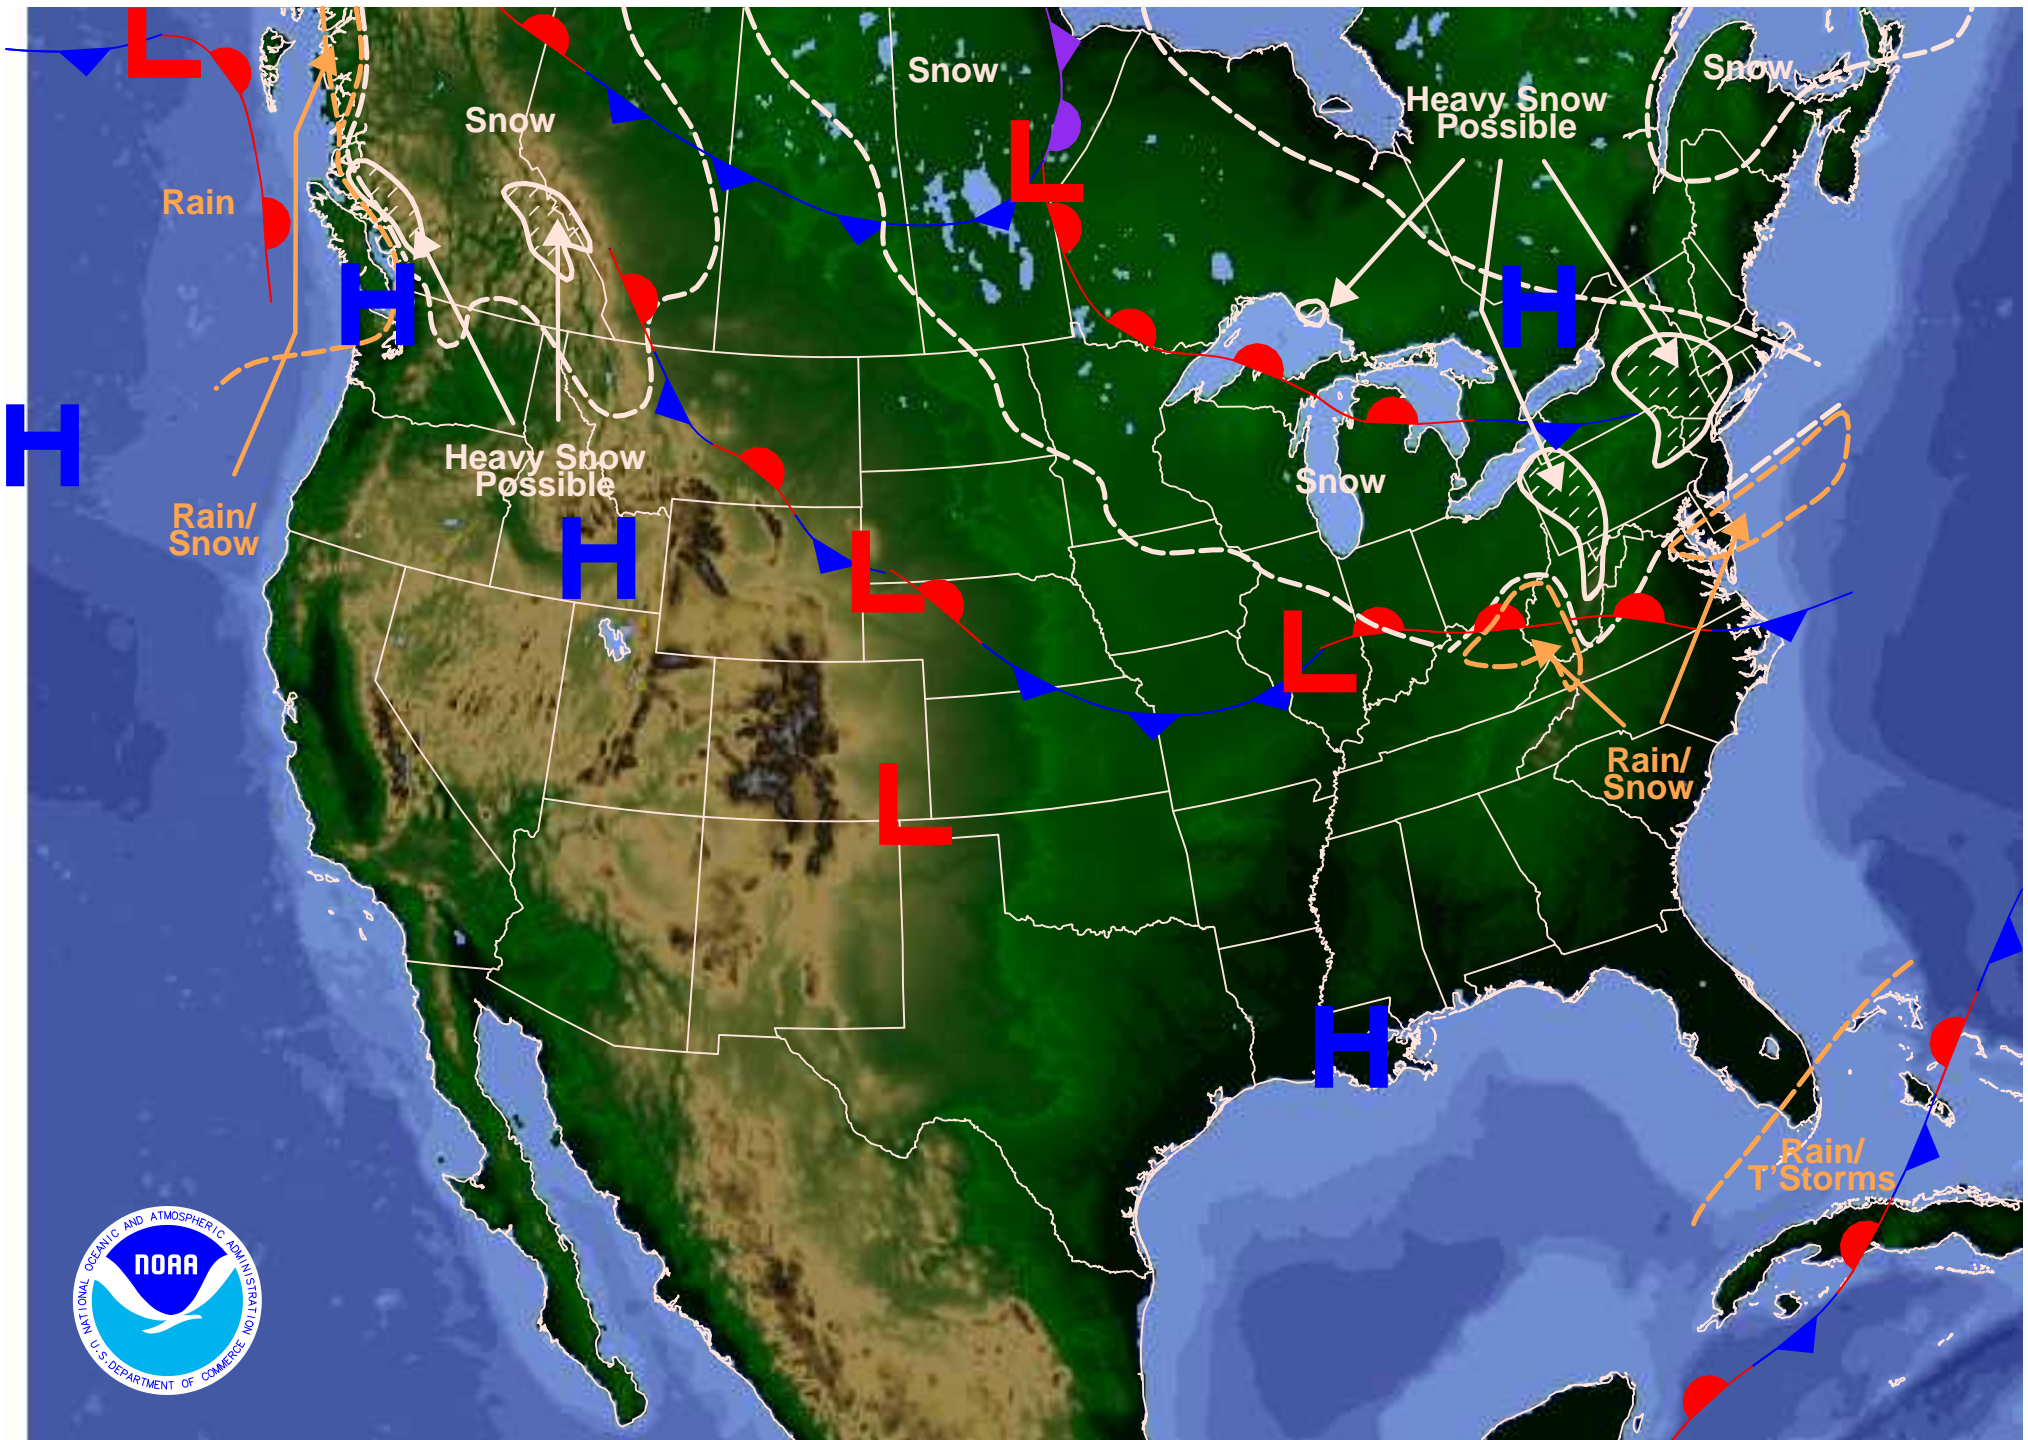 L
Snow
Snow
Snow
Heavy Snow
Possible
L
Rain
H
H
H
Heavy Snow
Possible
Snow
Rain/
Snow
H
L
L
Rain/
Snow
L
H
Rain/
T'Storms
NATIONAL OCEANIC AND ATMOSPHERIC ADMINISTRATION
NOAA
U.S. DEPARTMENT OF COMMERCE